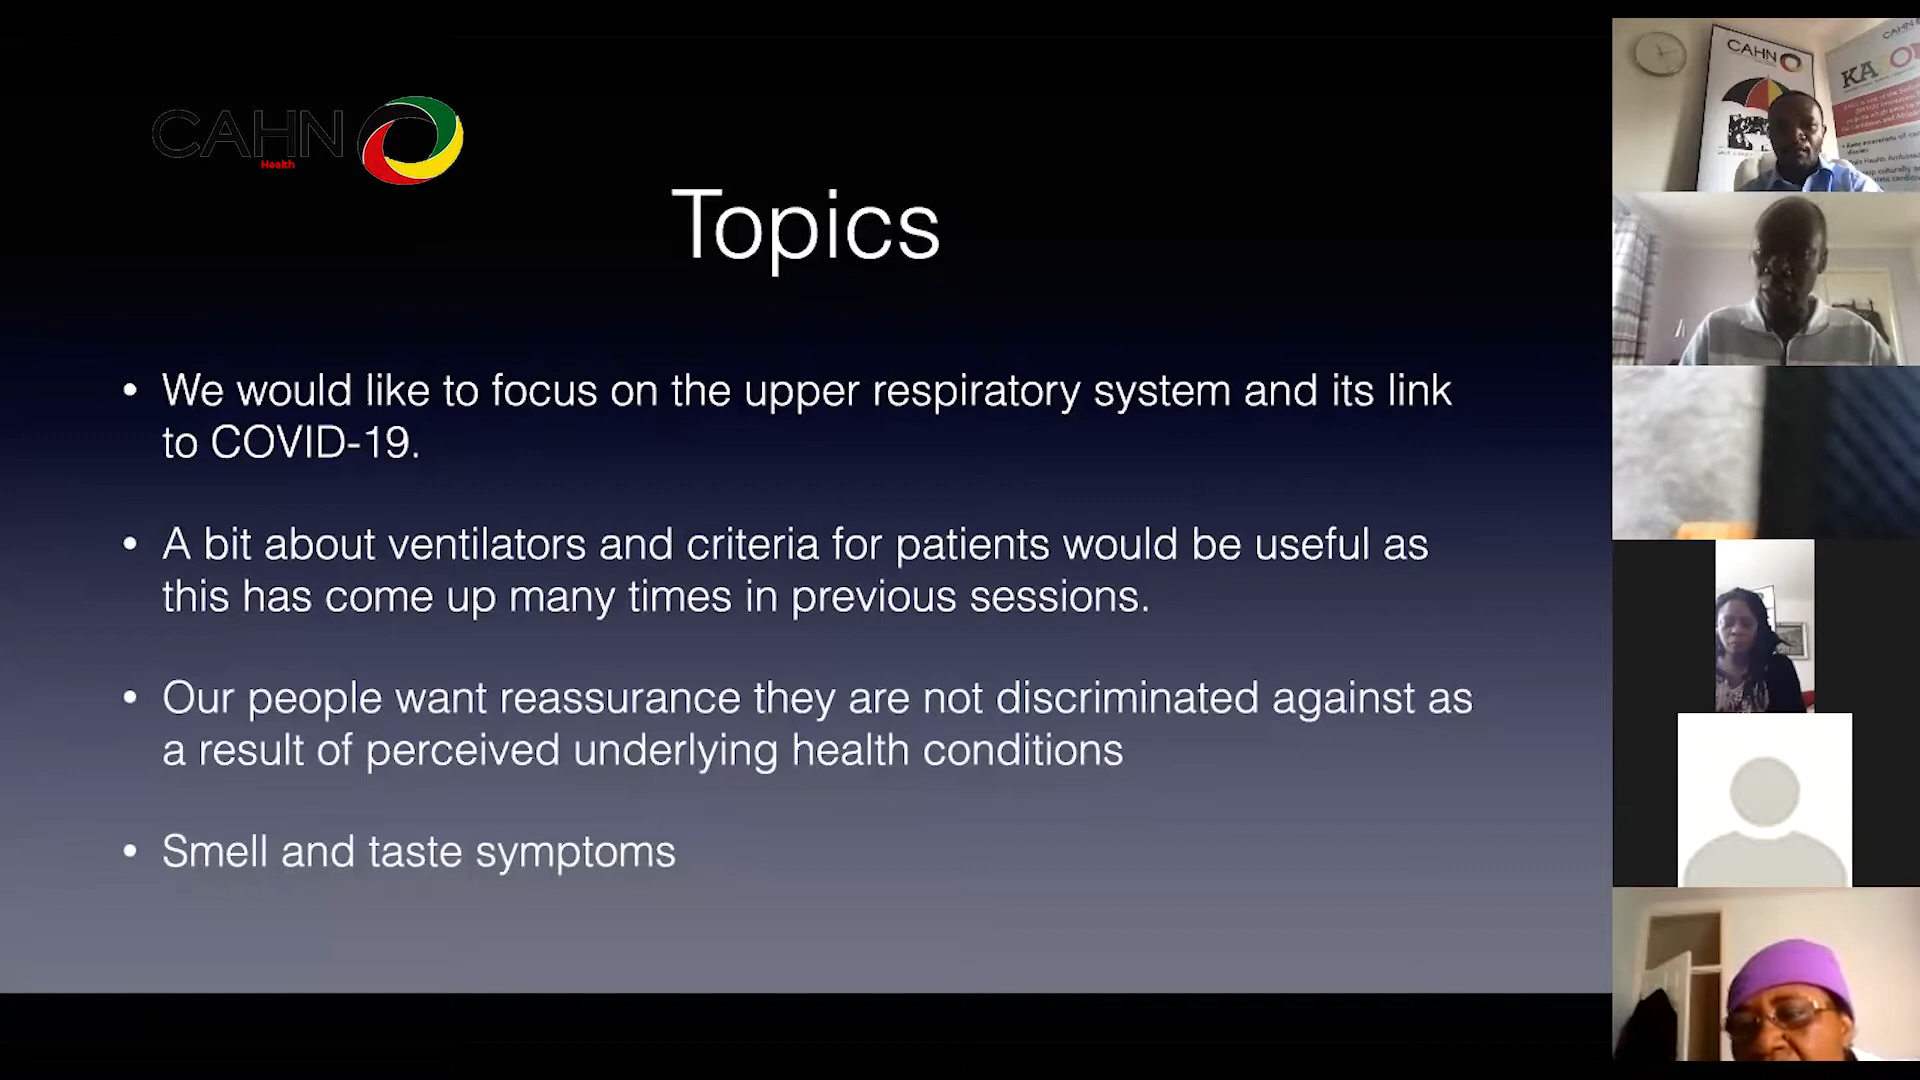 CAHN
Health
Topics
• We would like to focus on the upper respiratory system and its link
to COVID-19.
• A bit about ventilators and criteria for patients would be useful as
this has come up many times in previous sessions.
• Our people want reassurance they are not discriminated against as
a result of perceived underlying health conditions
• Smell and taste symptoms
CAHN
CAHN